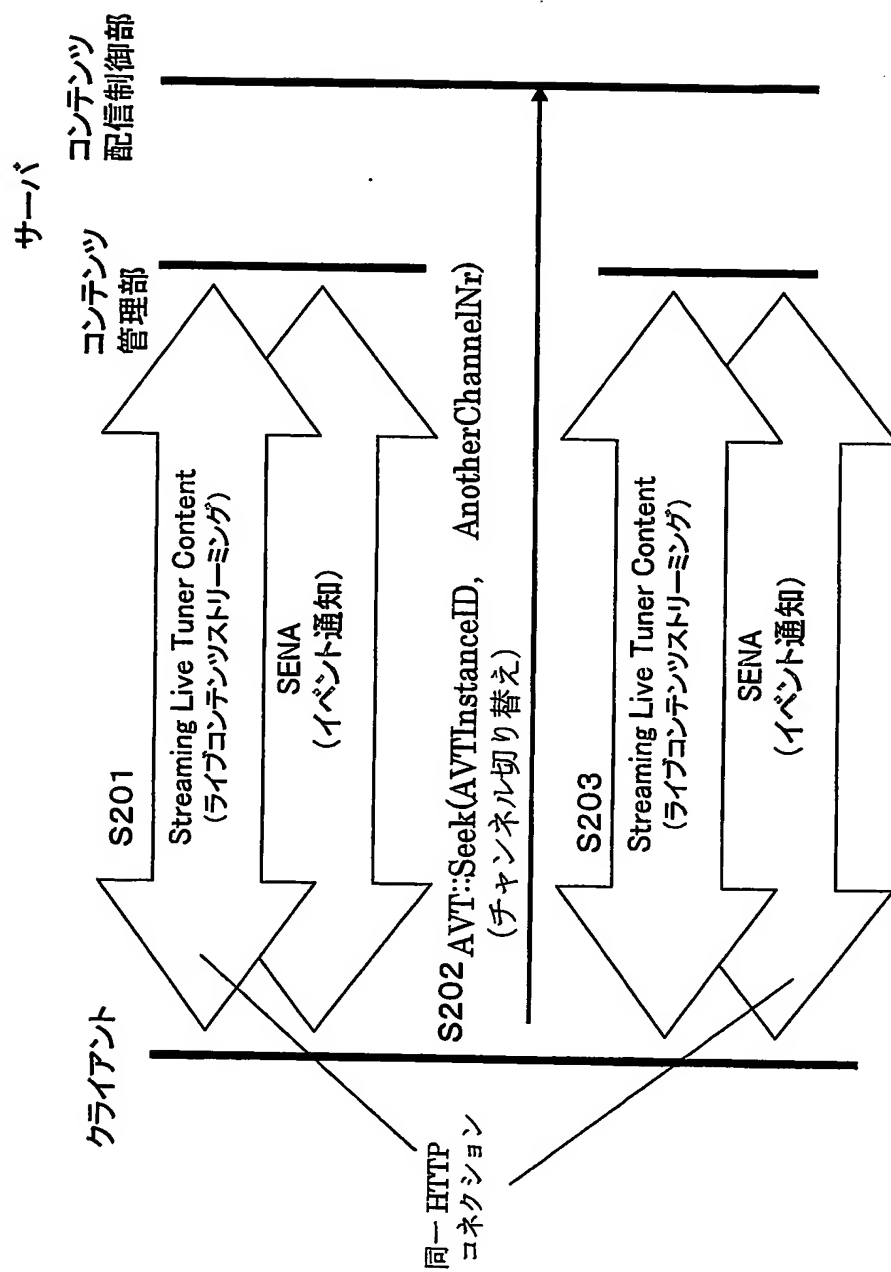 サーバ
クライアント
コンテンツ
管理部
コンテンツ
配信制御部
S201
Streaming Live Tuner Content
(ライブコンテンツストリーミング)
SENA
(イベント通知)
S202 AVT::Seek(AVTInstanceID, AnotherChannelNr)
(チャンネル切り替え)
S203
Streaming Live Tuner Content
(ライブコンテンツストリーミング)
SENA
(イベント通知)
同一HTTP
コネクション